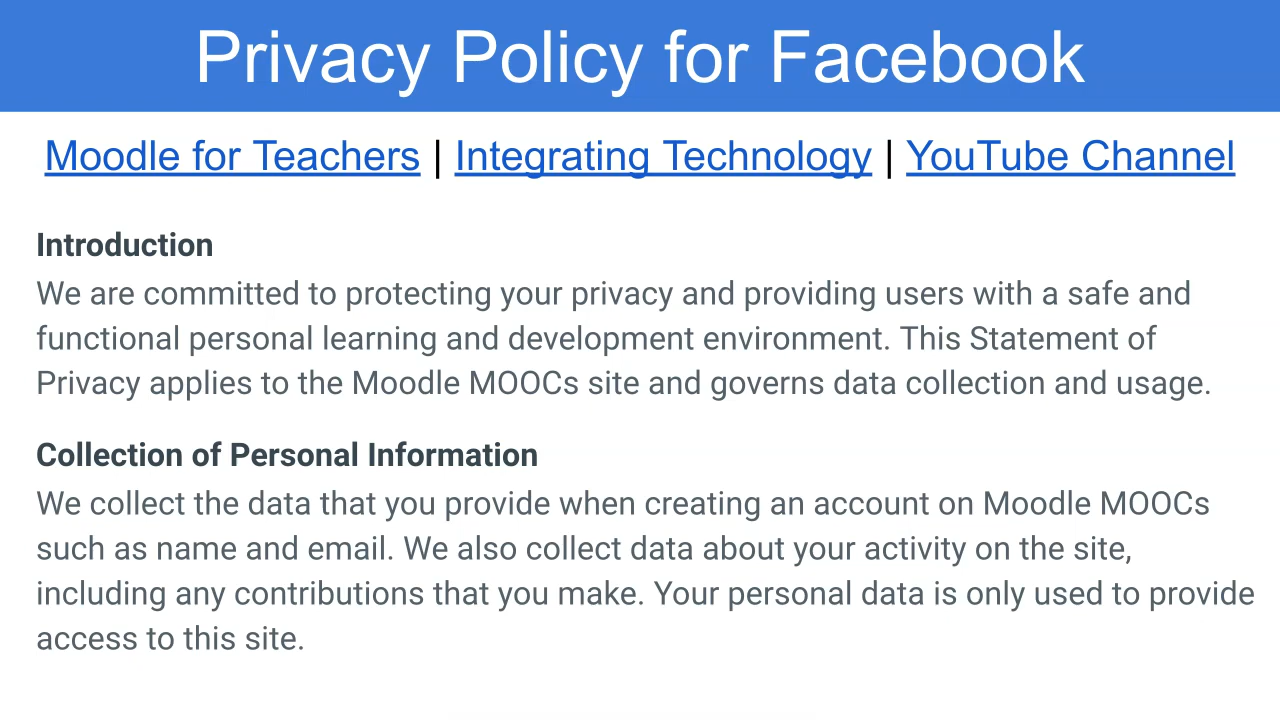 Privacy Policy for Facebook
Moodle for Teachers | Integrating Technology | YouTube Channel
Introduction
We are committed to protecting your privacy and providing users with a safe and
functional personal learning and development environment. This Statement of
Privacy applies to the Moodle MOOCs site and governs data collection and usage.
Collection of Personal Information
We collect the data that you provide when creating an account on Moodle MOOCs
such as name and email. We also collect data about your activity on the site,
including any contributions that you make. Your personal data is only used to provide
access to this site.